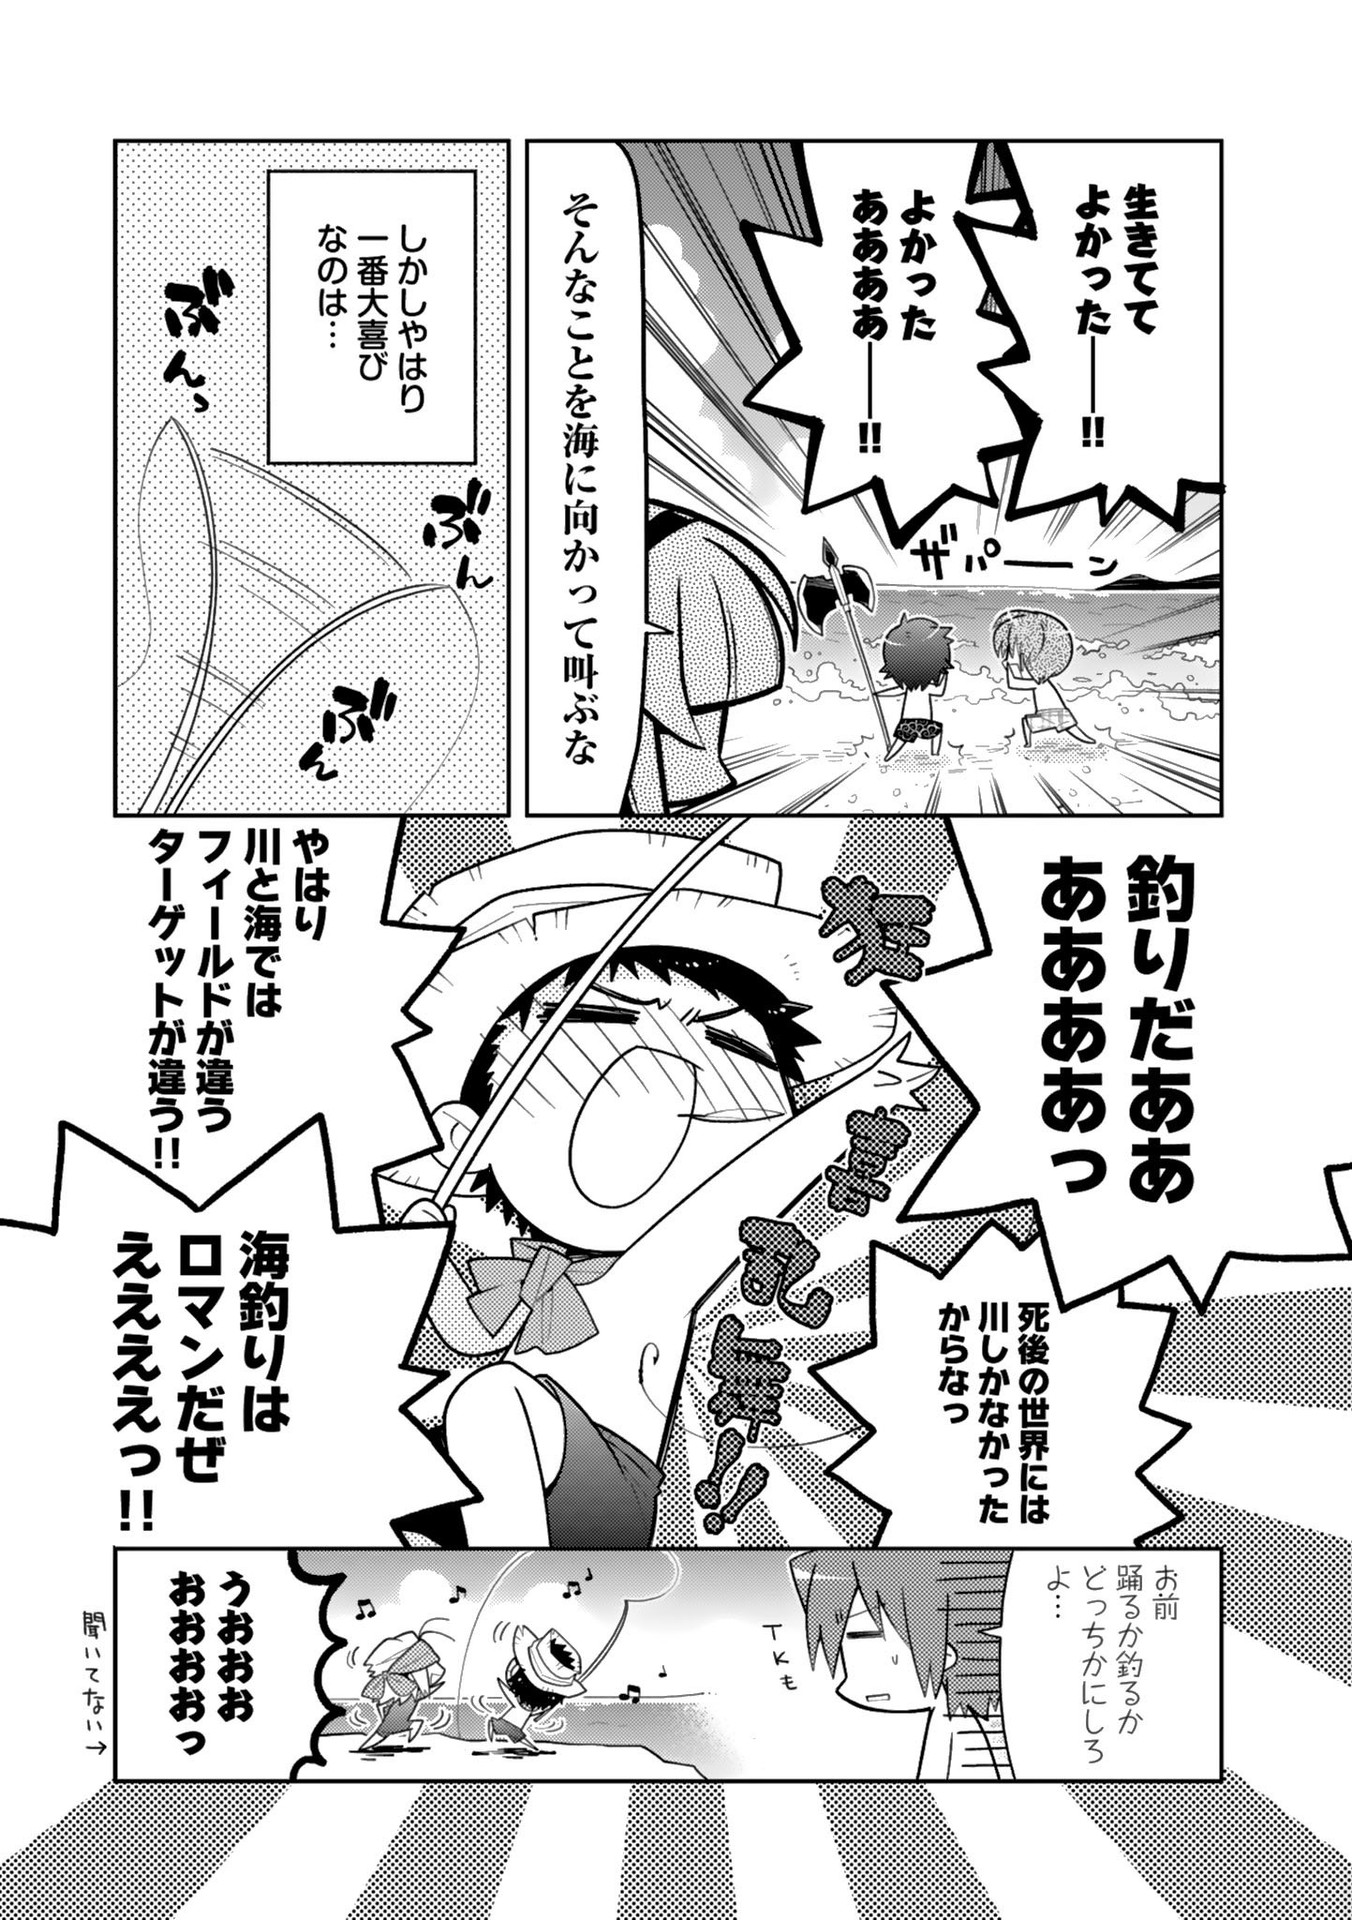 生きてて
よかった━━!!
よかった
ああああ━━!!
ザパーーン
そんなことを海に向かって叫ぶな
しかしやはり
一番大喜び
なのは…
ぶんっ
ぶん
ぶん
釣りだああ
あああああっ
狂
喜
乱
舞!!
死後の世界には
川しかなかった
からなっ
やはり
川と海では
フィールドが違う
ターゲットが違う!!
海釣りは
ロマンだぜ
えええええっ!!
お前
踊るか釣るか
どっちかにしろ
よ…
TKも
うおおお
おおおおっ
聞いてない→